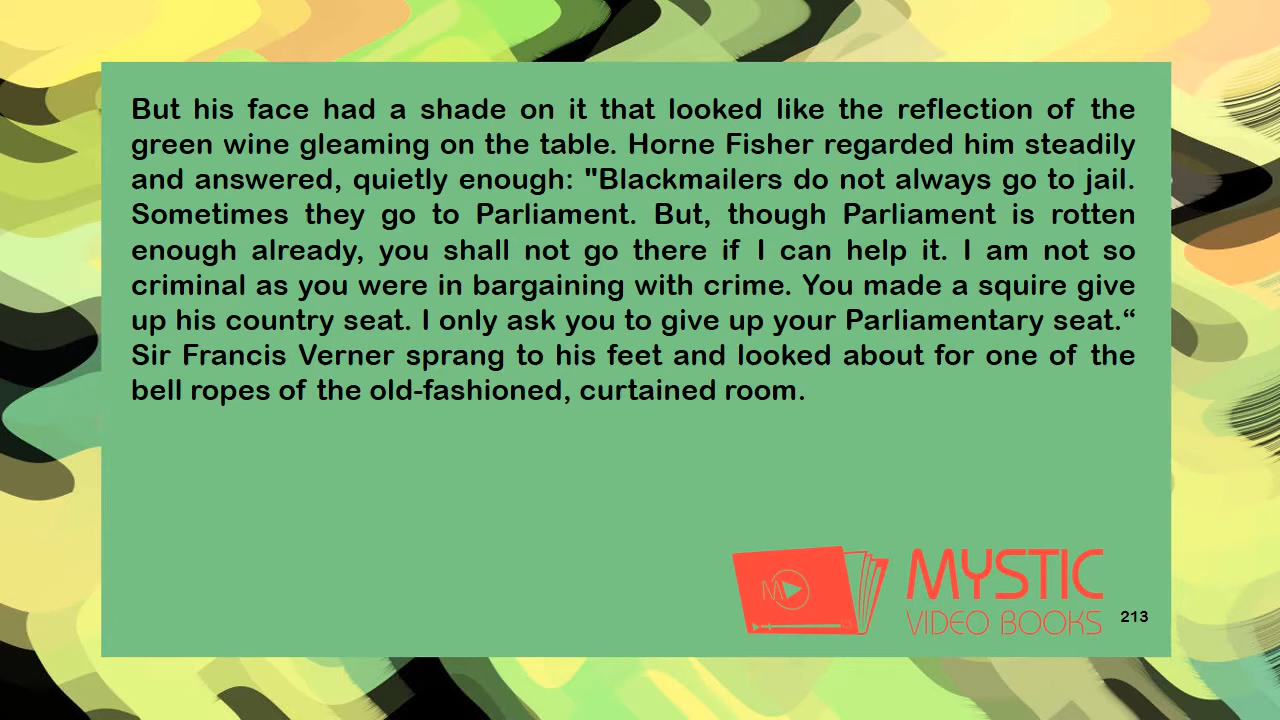 But his face had a shade on it that looked like the reflection of the
green wine gleaming on the table. Horne Fisher regarded him steadily
and answered, quietly enough: "Blackmailers do not always go to jail.
Sometimes they go to Parliament. But, though Parliament is rotten
enough already, you shall not go there if I can help it. I am not so
criminal as you were in bargaining with crime. You made a squire give
up his country seat. I only ask you to give up your Parliamentary seat.“
Sir Francis Verner sprang to his feet and looked about for one of the
bell ropes of the old-fashioned, curtained room.
M
MYSTIC
VIDEO BOOKS
213